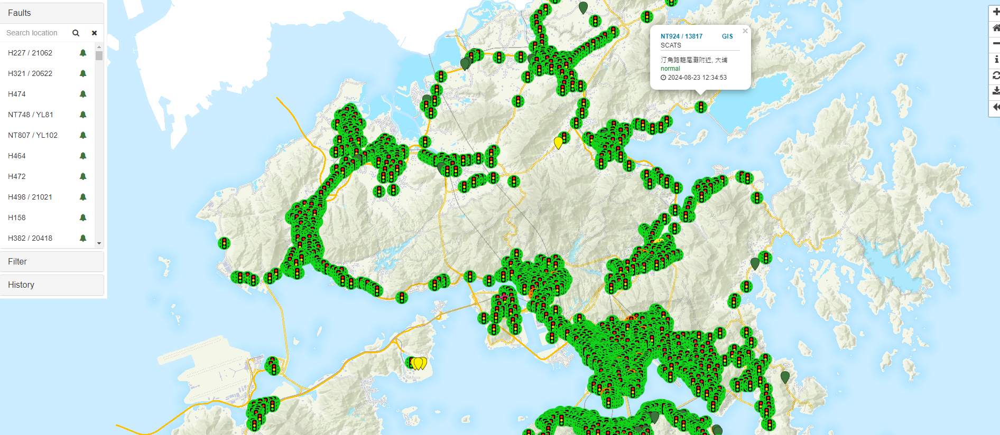 Faults
Search location
H227 / 21062
H321 / 20622
H474
NT748 / YL81
NT807 / YL102
H464
H472
H498 / 21021
H158
H382 / 20418
Filter
History
NT924 / 13817 GIS
SCATS
汀角路龍尾灘附近, 大埔
normal
2024-08-23 12:34:53